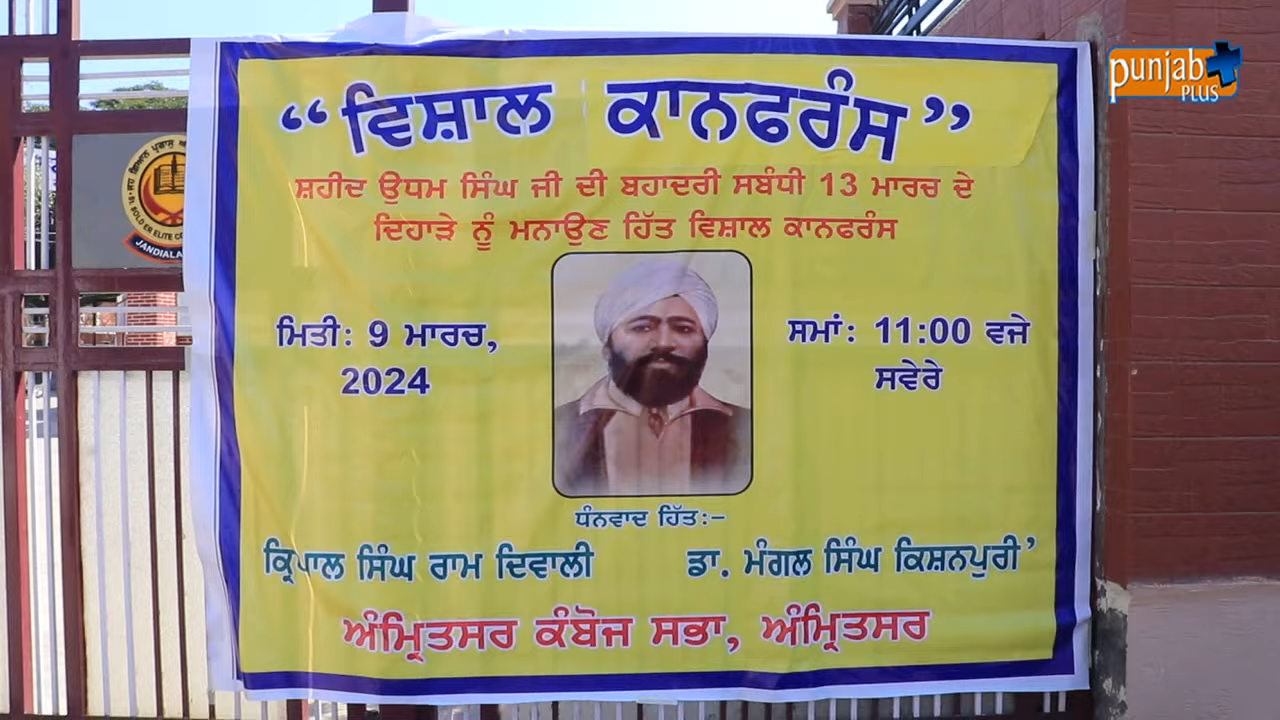 punjab
PLUS
“ਵਿਸ਼ਾਲ ਕਾਨਫਰੰਸ”
ਸ਼ਹੀਦ ਉਧਮ ਸਿੰਘ ਜੀ ਦੀ ਬਹਾਦਰੀ ਸਬੰਧੀ 13 ਮਾਰਚ ਦੇ
ਦਿਹਾੜੇ ਨੂੰ ਮਨਾਉਣ ਹਿੱਤ ਵਿਸ਼ਾਲ ਕਾਨਫਰੰਸ
ਮਿਤੀ: 9 ਮਾਰਚ,
2024
ਸਮਾਂ: 11:00 ਵਜੇ
ਸਵੇਰੇ
ਧੰਨਵਾਦ ਹਿੱਤ:–
ਕ੍ਰਿਪਾਲ ਸਿੰਘ ਰਾਮ ਦਿਵਾਲੀ
ਡਾ. ਮੰਗਲ ਸਿੰਘ ਕਿਸ਼ਨਪੁਰੀ’
ਅੰਮ੍ਰਿਤਸਰ ਕੰਬੋਜ ਸਭਾ, ਅੰਮ੍ਰਿਤਸਰ
JANDIALA